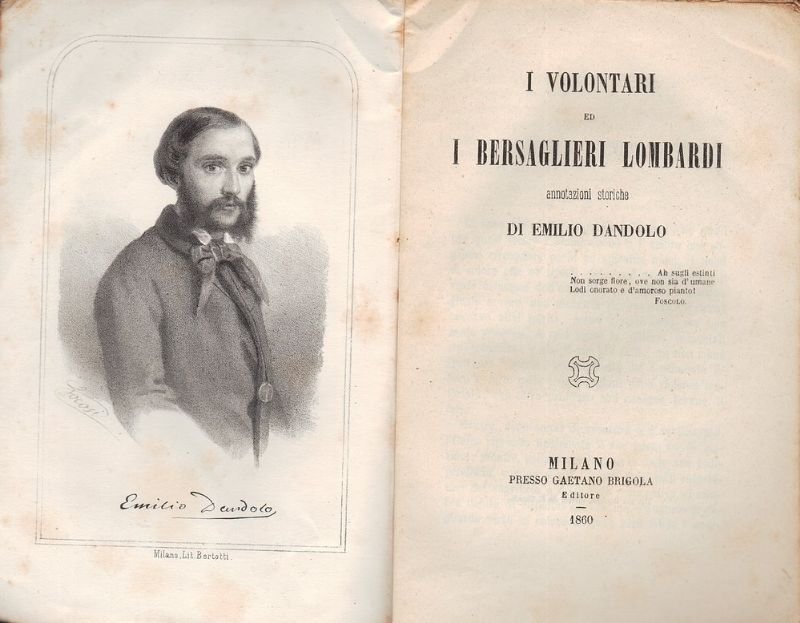 Emilio Dandolo
Milano, Lit. Bertotti.
I VOLONTARI
ED
I BERSAGLIERI LOMBARDI
annotazioni storiche
DI EMILIO DANDOLO
. . . . . . . . . Ah sugli estinti
Non sorge fiore, ove non sia d'umane
Lodi onorato e d'amoroso pianto!
FOSCOLO.
MILANO
PRESSO GAETANO BRIGOLA
Editore
1860